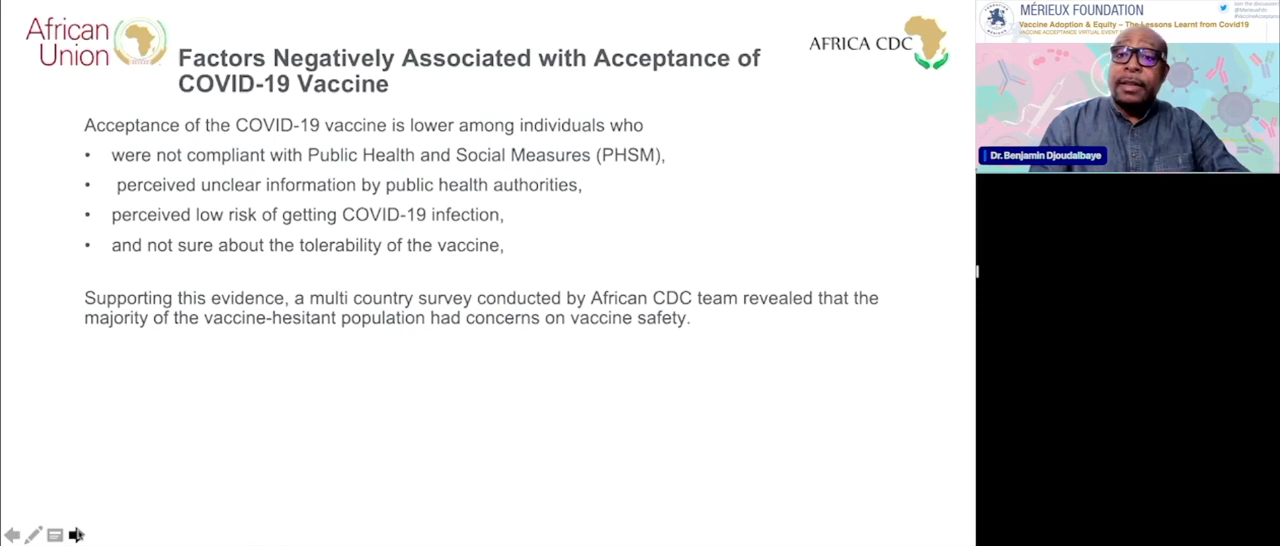 African
Union
AFRICA CDC
Factors Negatively Associated with Acceptance of
COVID-19 Vaccine
Acceptance of the COVID-19 vaccine is lower among individuals who
• were not compliant with Public Health and Social Measures (PHSM),
• perceived unclear information by public health authorities,
• perceived low risk of getting COVID-19 infection,
• and not sure about the tolerability of the vaccine,
Supporting this evidence, a multi country survey conducted by African CDC team revealed that the
majority of the vaccine-hesitant population had concerns on vaccine safety.
MÉRIEUX FOUNDATION
Vaccine Adoption & Equity – The Lessons Learnt from Covid19
VACCINE ACCEPTANCE VIRTUAL EVENT
Join the discussion
Dr. Benjamin Djoudalbaye